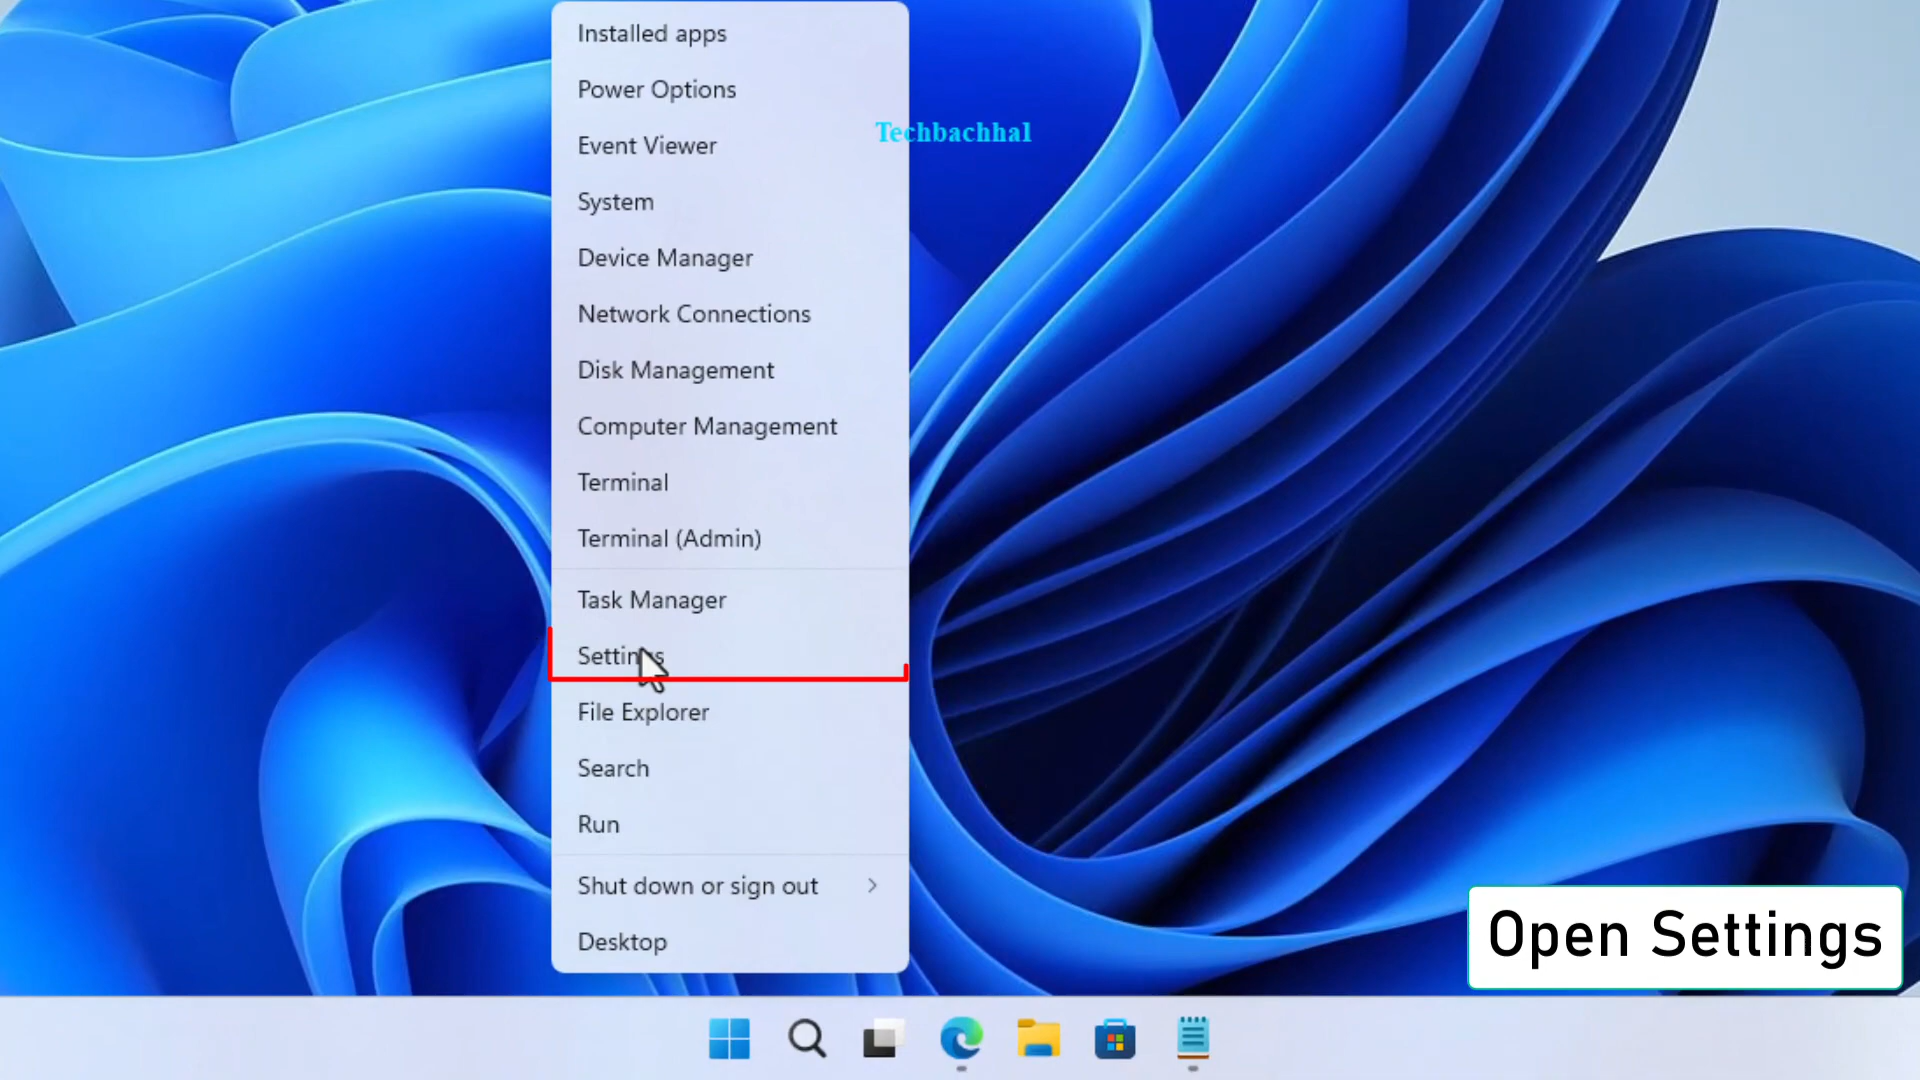 Installed apps
Power Options
Techbachhal
Event Viewer
System
Device Manager
Network Connections
Disk Management
Computer Management
Terminal
Terminal (Admin)
Task Manager
Settings
File Explorer
Search
Run
Shut down or sign out
Desktop
Open Settings